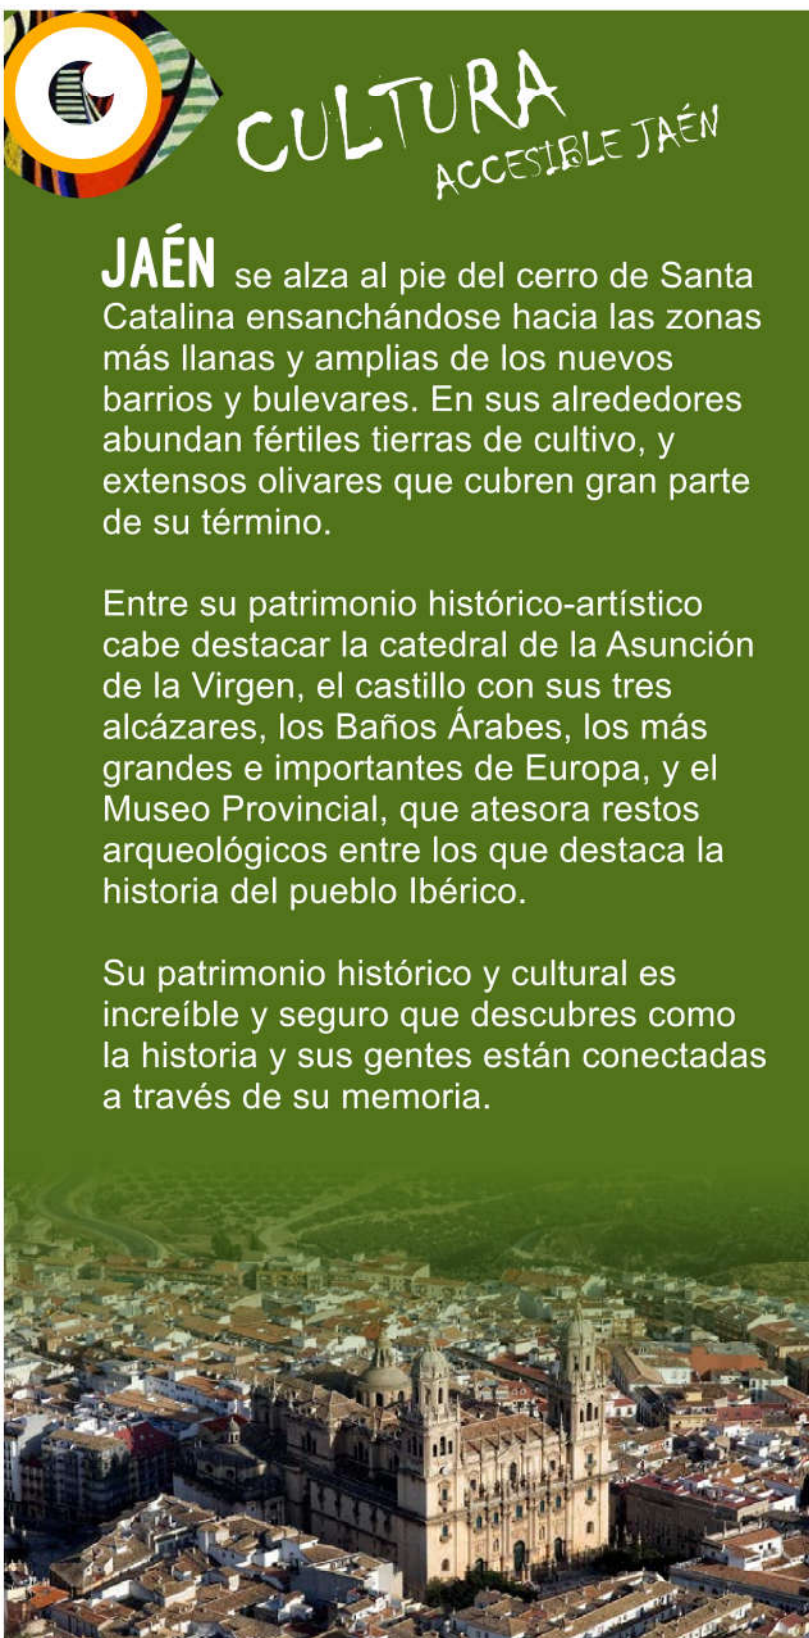 CULTURA
ACCESIBLE JAÉN
JAÉN se alza al pie del cerro de Santa
Catalina ensanchándose hacia las zonas
más llanas y amplias de los nuevos
barrios y bulevares. En sus alrededores
abundan fértiles tierras de cultivo, y
extensos olivares que cubren gran parte
de su término.
Entre su patrimonio histórico-artístico
cabe destacar la catedral de la Asunción
de la Virgen, el castillo con sus tres
alcázares, los Baños Árabes, los más
grandes e importantes de Europa, y el
Museo Provincial, que atesora restos
arqueológicos entre los que destaca la
historia del pueblo Ibérico.
Su patrimonio histórico y cultural es
increíble y seguro que descubres como
la historia y sus gentes están conectadas
a través de su memoria.